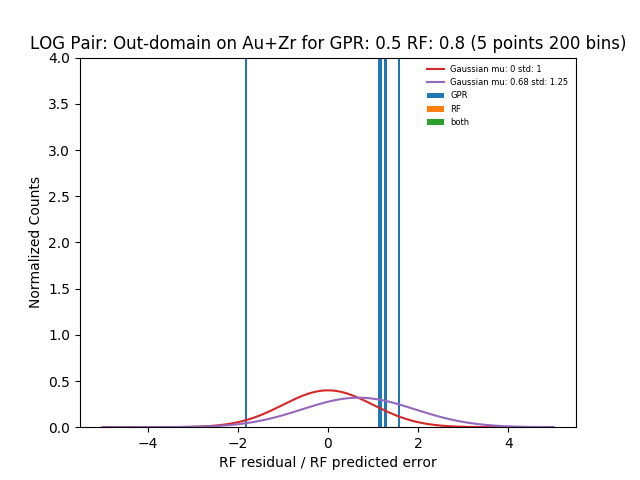 LOG Pair: Out-domain on Au+Zr for GPR: 0.5 RF: 0.8 (5 points 200 bins)
Gaussian mu: 0 std: 1
Gaussian mu: 0.68 std: 1.25
GPR
RF
both
Normalized Counts
4.0
3.5
3.0
2.5
2.0
1.5
1.0
0.5
0.0
−4 −2 0 2 4
RF residual / RF predicted error